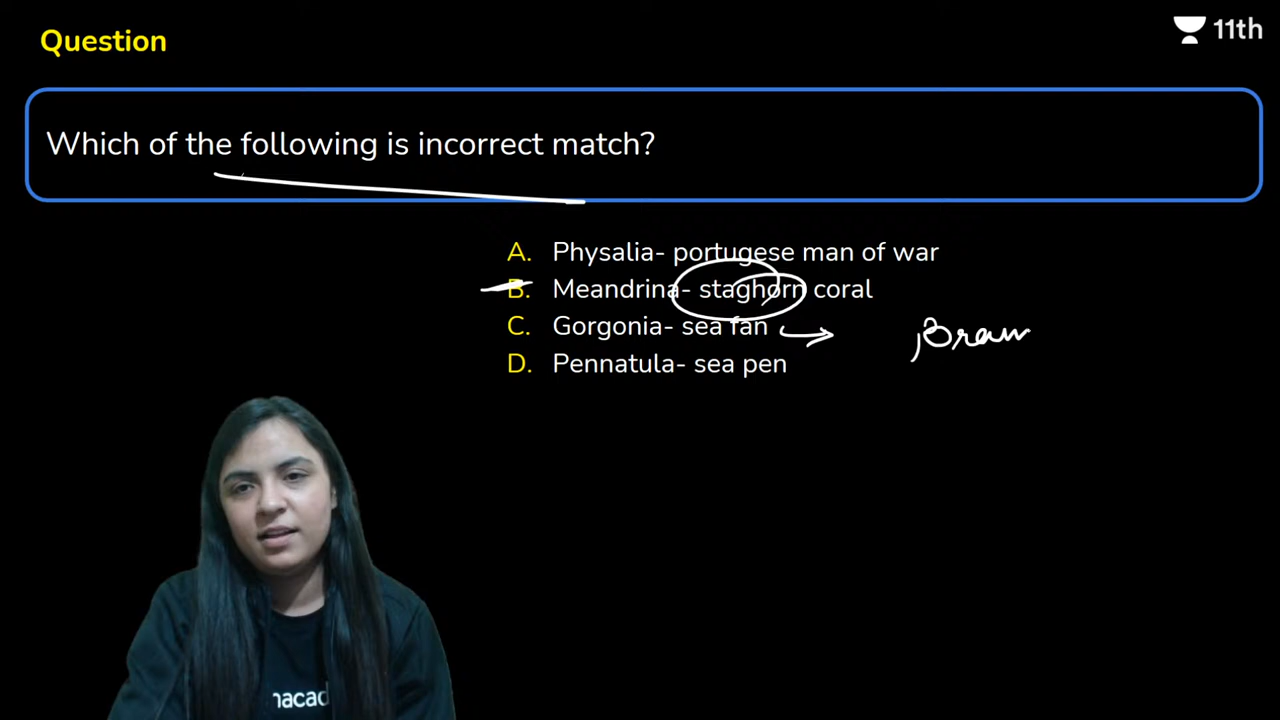 Question
11th
Which of the following is incorrect match?
A. Physalia- portugese man of war
B. Meandrina- staghorn coral
C. Gorgonia- sea fan
Brain
D. Pennatula- sea pen
nacad